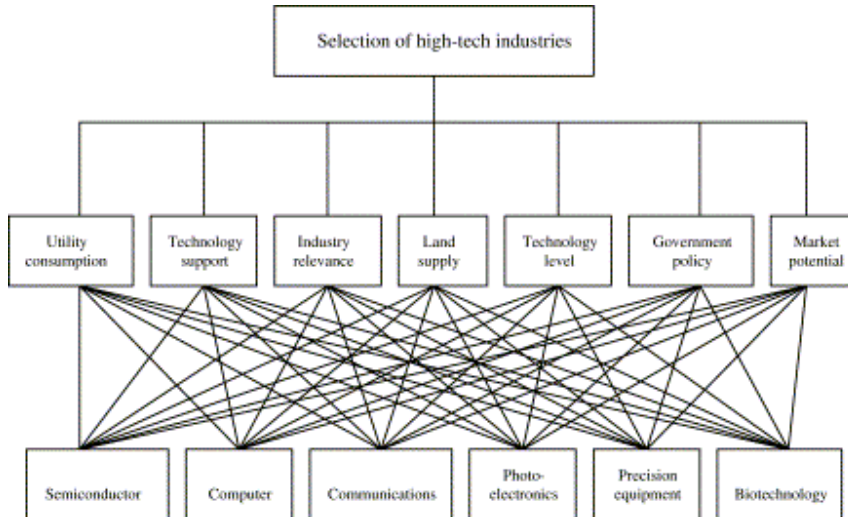 Selection of high-tech industries
Utility
consumption
Technology
support
Industry
relevance
Land
supply
Technology
level
Government
policy
Market
potential
Semiconductor
Computer
Communications
Photo-
electronics
Precision
equipment
Biotechnology